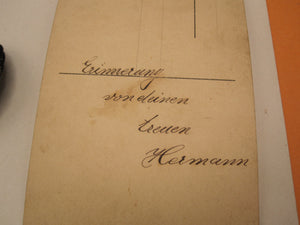 Erinnerung
von deinen
treuen
Hermann